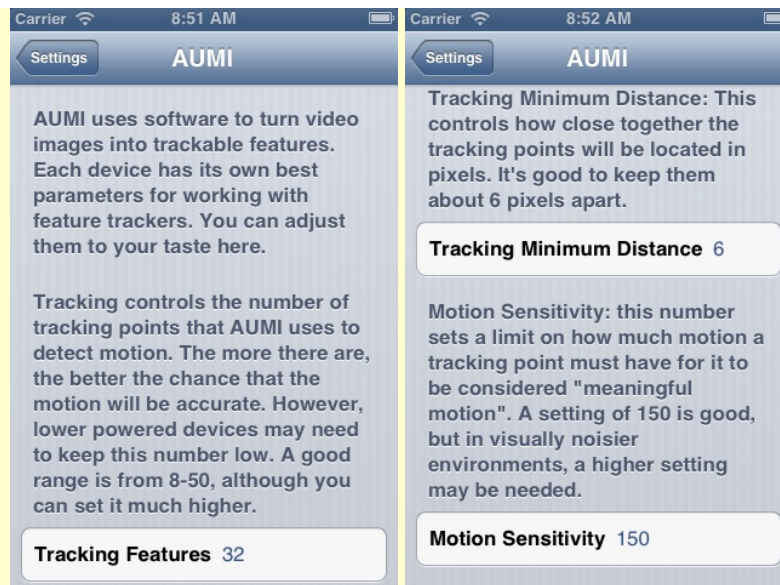 Carrier 8:51 AM
Settings AUMI
AUMI uses software to turn video
images into trackable features.
Each device has its own best
parameters for working with
feature trackers. You can adjust
them to your taste here.
Tracking controls the number of
tracking points that AUMI uses to
detect motion. The more there are,
the better the chance that the
motion will be accurate. However,
lower powered devices may need
to keep this number low. A good
range is from 8-50, although you
can set it much higher.
Tracking Features 32
Carrier 8:52 AM
Settings AUMI
Tracking Minimum Distance: This
controls how close together the
tracking points will be located in
pixels. It's good to keep them
about 6 pixels apart.
Tracking Minimum Distance 6
Motion Sensitivity: this number
sets a limit on how much motion a
tracking point must have for it to
be considered "meaningful
motion". A setting of 150 is good,
but in visually noisier
environments, a higher setting
may be needed.
Motion Sensitivity 150